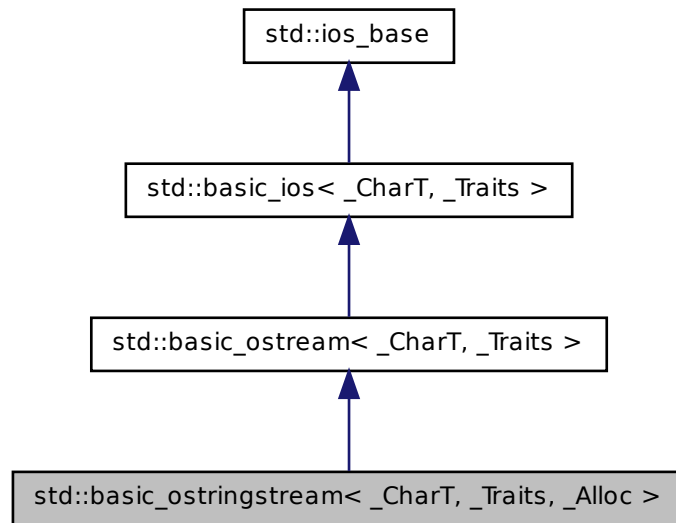 std::ios_base
std::basic_ios< _CharT, _Traits >
std::basic_ostream< _CharT, _Traits >
std::basic_ostringstream< _CharT, _Traits, _Alloc >